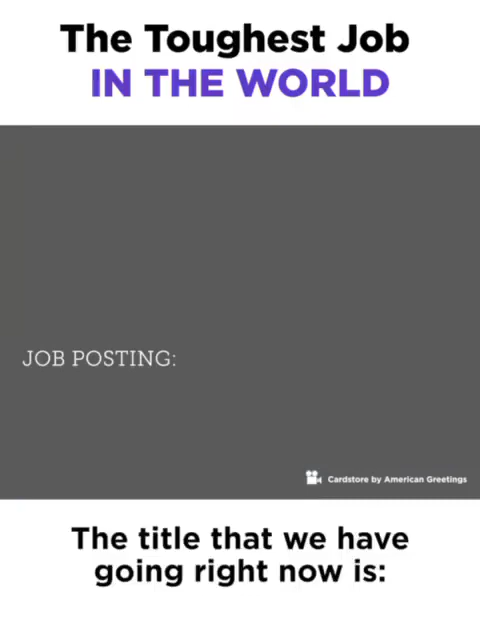 The Toughest Job
IN THE WORLD
JOB POSTING:
Cardstore by American Greetings
The title that we have
going right now is: